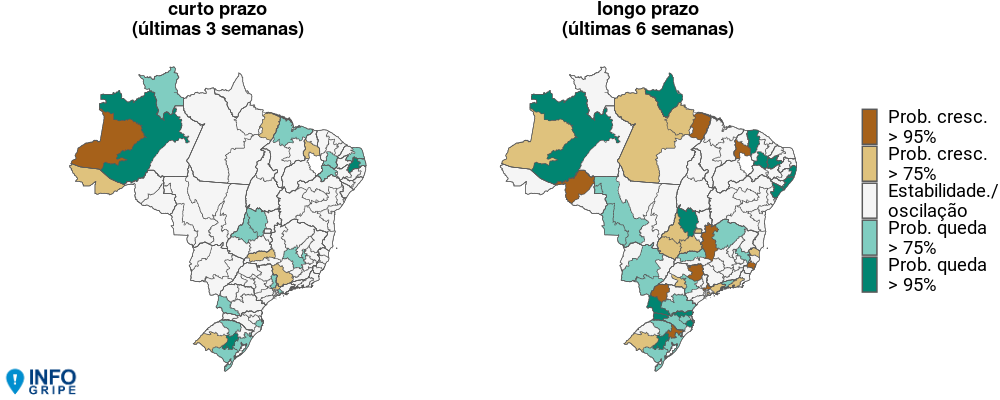 curto prazo
(últimas 3 semanas)
longo prazo
(últimas 6 semanas)
Prob. cresc.
> 95%
Prob. cresc.
> 75%
Estabilidade./
oscilação
Prob. queda
> 75%
Prob. queda
> 95%
INFO
GRIPE